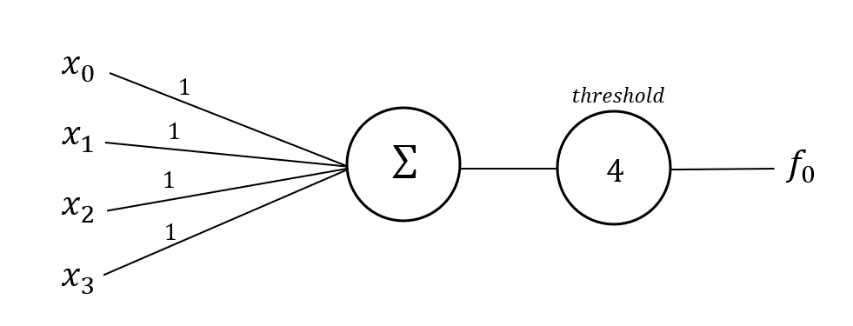 x₀
1
x₁
1
x₂
1
x₃
1
Σ
threshold
4
f₀